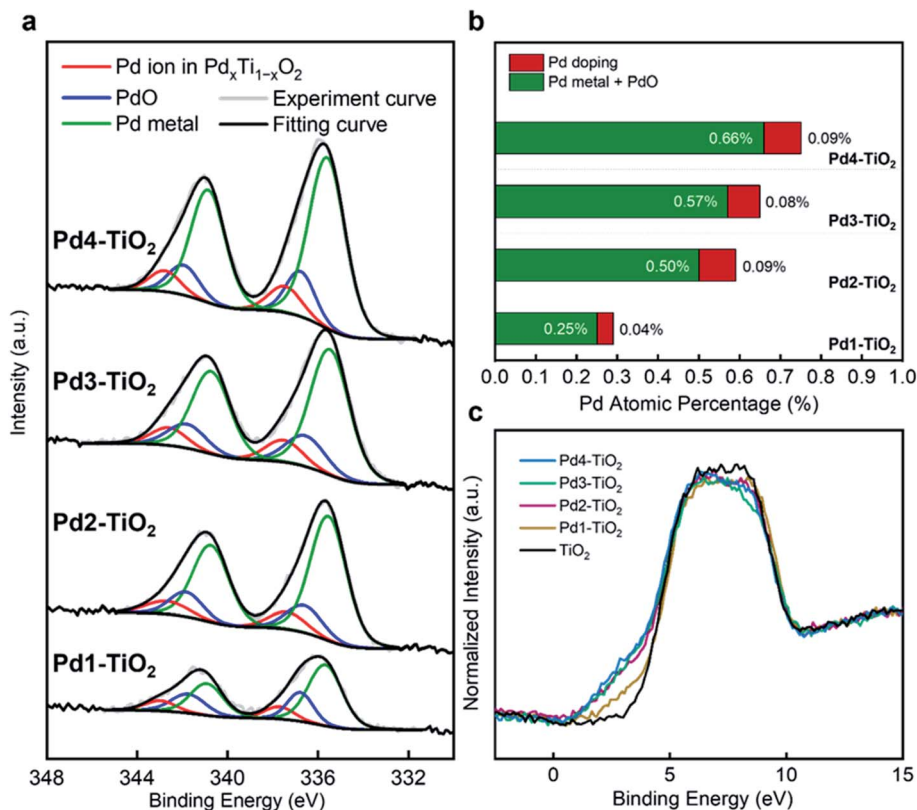 a
Pd ion in PdₓTi₁₋ₓO₂
PdO
Experiment curve
Pd metal
Fitting curve
Pd4-TiO₂
Pd3-TiO₂
Pd2-TiO₂
Pd1-TiO₂
Intensity (a.u.)
348 344 340 336 332
Binding Energy (eV)
b
Pd doping
Pd metal + PdO
0.66% 0.09%
Pd4-TiO₂
0.57% 0.08%
Pd3-TiO₂
0.50% 0.09%
Pd2-TiO₂
0.25% 0.04%
Pd1-TiO₂
0.0 0.1 0.2 0.3 0.4 0.5 0.6 0.7 0.8 0.9 1.0
Pd Atomic Percentage (%)
c
Pd4-TiO₂
Pd3-TiO₂
Pd2-TiO₂
Pd1-TiO₂
TiO₂
Normalized Intensity (a.u.)
0 5 10 15
Binding Energy (eV)